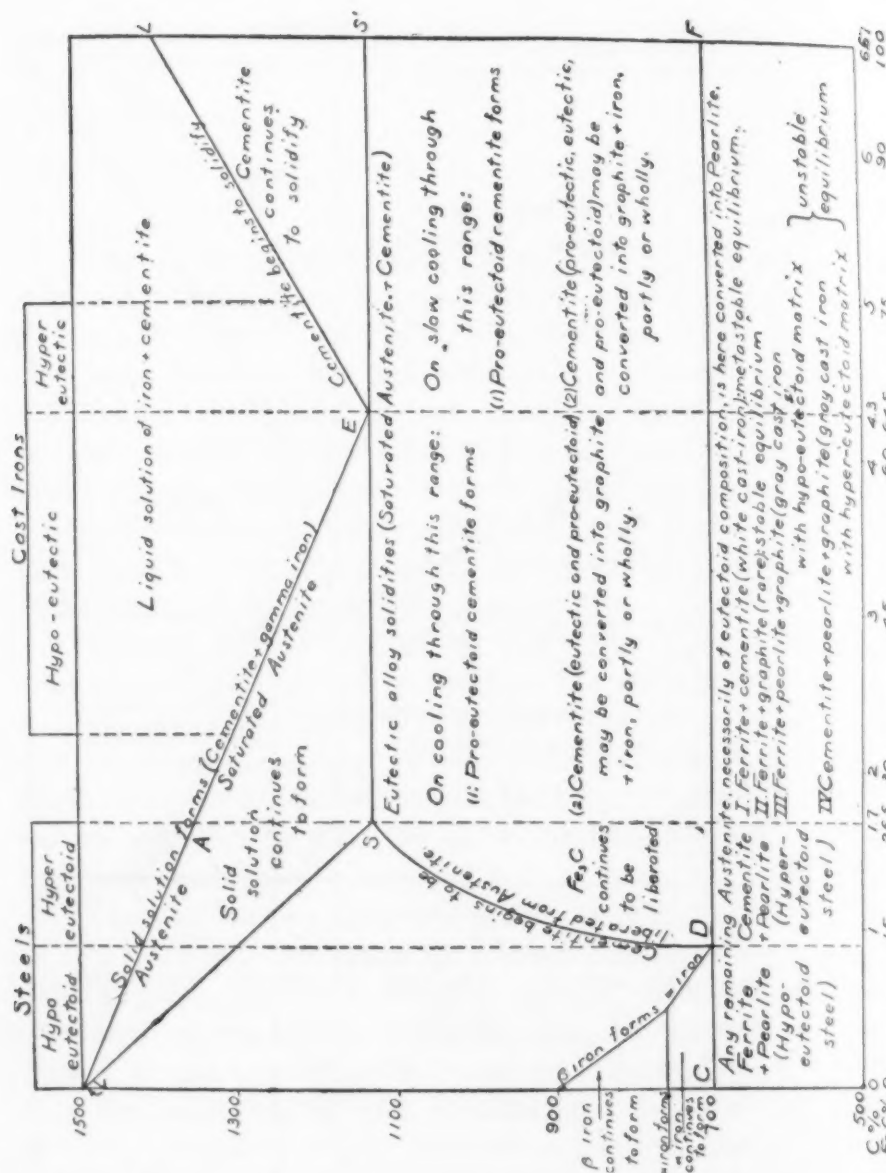 Cast Irons
Steels
Hypo
eutectoid
Hyper
eutectoid
Hypo-eutectic
Hyper
eutectic
1500
1300
1100
900
700
500
L
S'
F
E
A
S
D
C
Liquid solution of iron + cementite
Cementite begins to solidify
Cementite
continues
to solidify
Solid solution forms (Cementite + gamma iron)
Austenite
Saturated Austenite
Solid
solution
continues
to form
Eutectic alloy solidifies (Saturated Austenite + Cementite)
On cooling through this range:
(1) Pro-eutectoid cementite forms
(2) Cementite (eutectic and pro-eutectoid)
may be converted into graphite
+ iron, partly or wholly.
On slow cooling through
this range:
(1) Pro-eutectoid rementite forms
(2) Cementite (pro-eutectic, eutectic,
and pro-eutectoid) may be
converted into graphite + iron,
partly or wholly.
Cementite begins to be
liberated from Austenite.
Fe3C
continues
to be
liberated
β iron forms
α iron
β iron
continues
to form
α iron forms
α iron
continues
to form
Any remaining Austenite, necessarily of eutectoid composition, is here converted into Pearlite.
Ferrite
+ Pearlite
(Hypo-
eutectoid
steel)
Cementite
+ Pearlite
(Hyper-
eutectoid
steel)
I. Ferrite + cementite (white cast-iron); metastable equilibrium;
II. Ferrite + graphite (rare); stable equilibrium
III Ferrite + pearlite + graphite (gray cast iron
with hypo-eutectoid matrix
IV Cementite + pearlite + graphite (gray cast iron
with hyper-eutectoid matrix
} unstable
equilibrium
C%
0 1 1.7 2 3 4 4.3 5 6 6.67
0 90 100